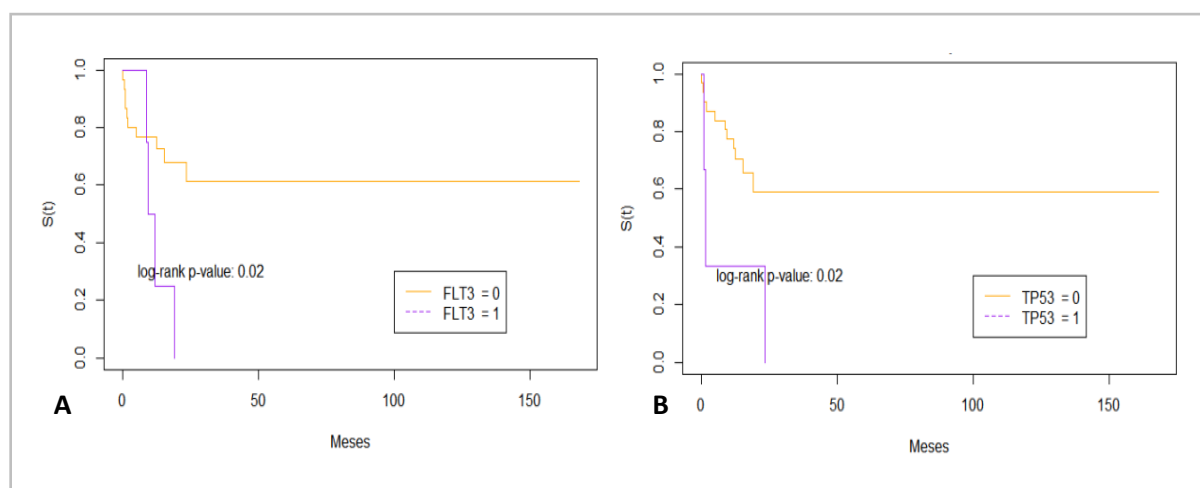 S(t)
1.0
0.8
0.6
0.4
0.2
0.0
log-rank p-value: 0.02
FLT3 = 0
FLT3 = 1
0 50 100 150
Meses
A
S(t)
1.0
0.8
0.6
0.4
0.2
0.0
log-rank p-value: 0.02
TP53 = 0
TP53 = 1
0 50 100 150
Meses
B